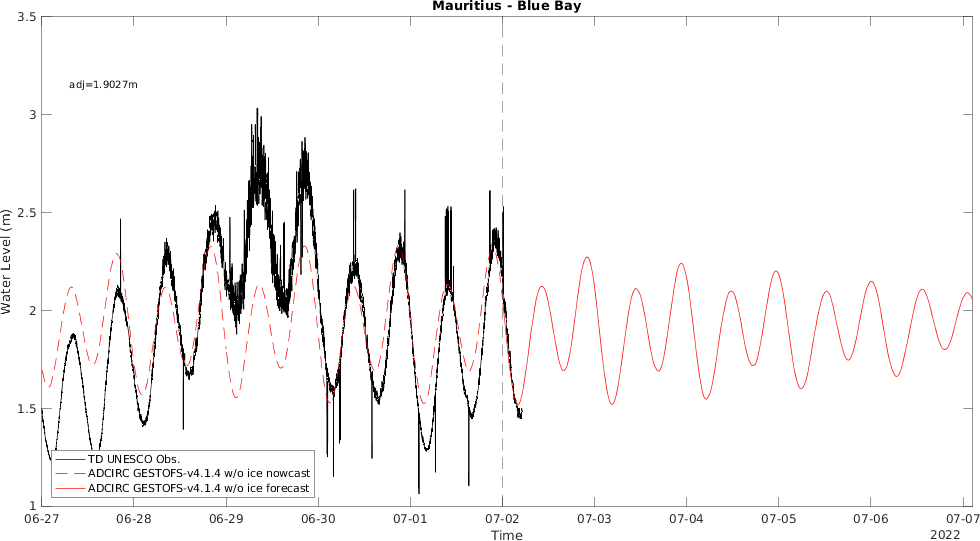 Mauritius - Blue Bay
adj=1.9027m
Water Level (m)
3.5
3
2.5
2
1.5
1
TD UNESCO Obs.
ADCIRC GESTOFS-v4.1.4 w/o ice nowcast
ADCIRC GESTOFS-v4.1.4 w/o ice forecast
06-27 06-28 06-29 06-30 07-01 07-02 07-03 07-04 07-05 07-06 07-07
Time
2022